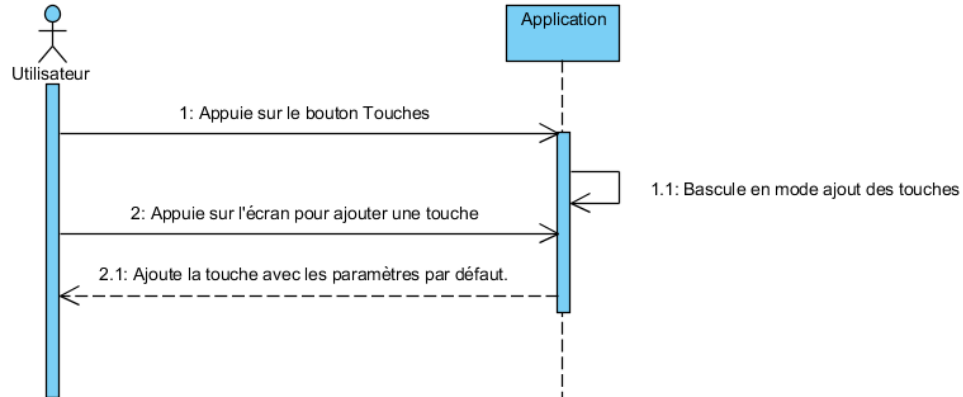 Application
Utilisateur
1: Appuie sur le bouton Touches
1.1: Bascule en mode ajout des touches
2: Appuie sur l'écran pour ajouter une touche
2.1: Ajoute la touche avec les paramètres par défaut.